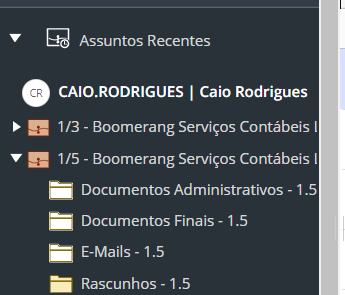 Assuntos Recentes
CR CAIO.RODRIGUES | Caio Rodrigues
1/3 - Boomerang Serviços Contábeis
1/5 - Boomerang Serviços Contábeis
Documentos Administrativos - 1.5
Documentos Finais - 1.5
E-Mails - 1.5
Rascunhos - 1.5